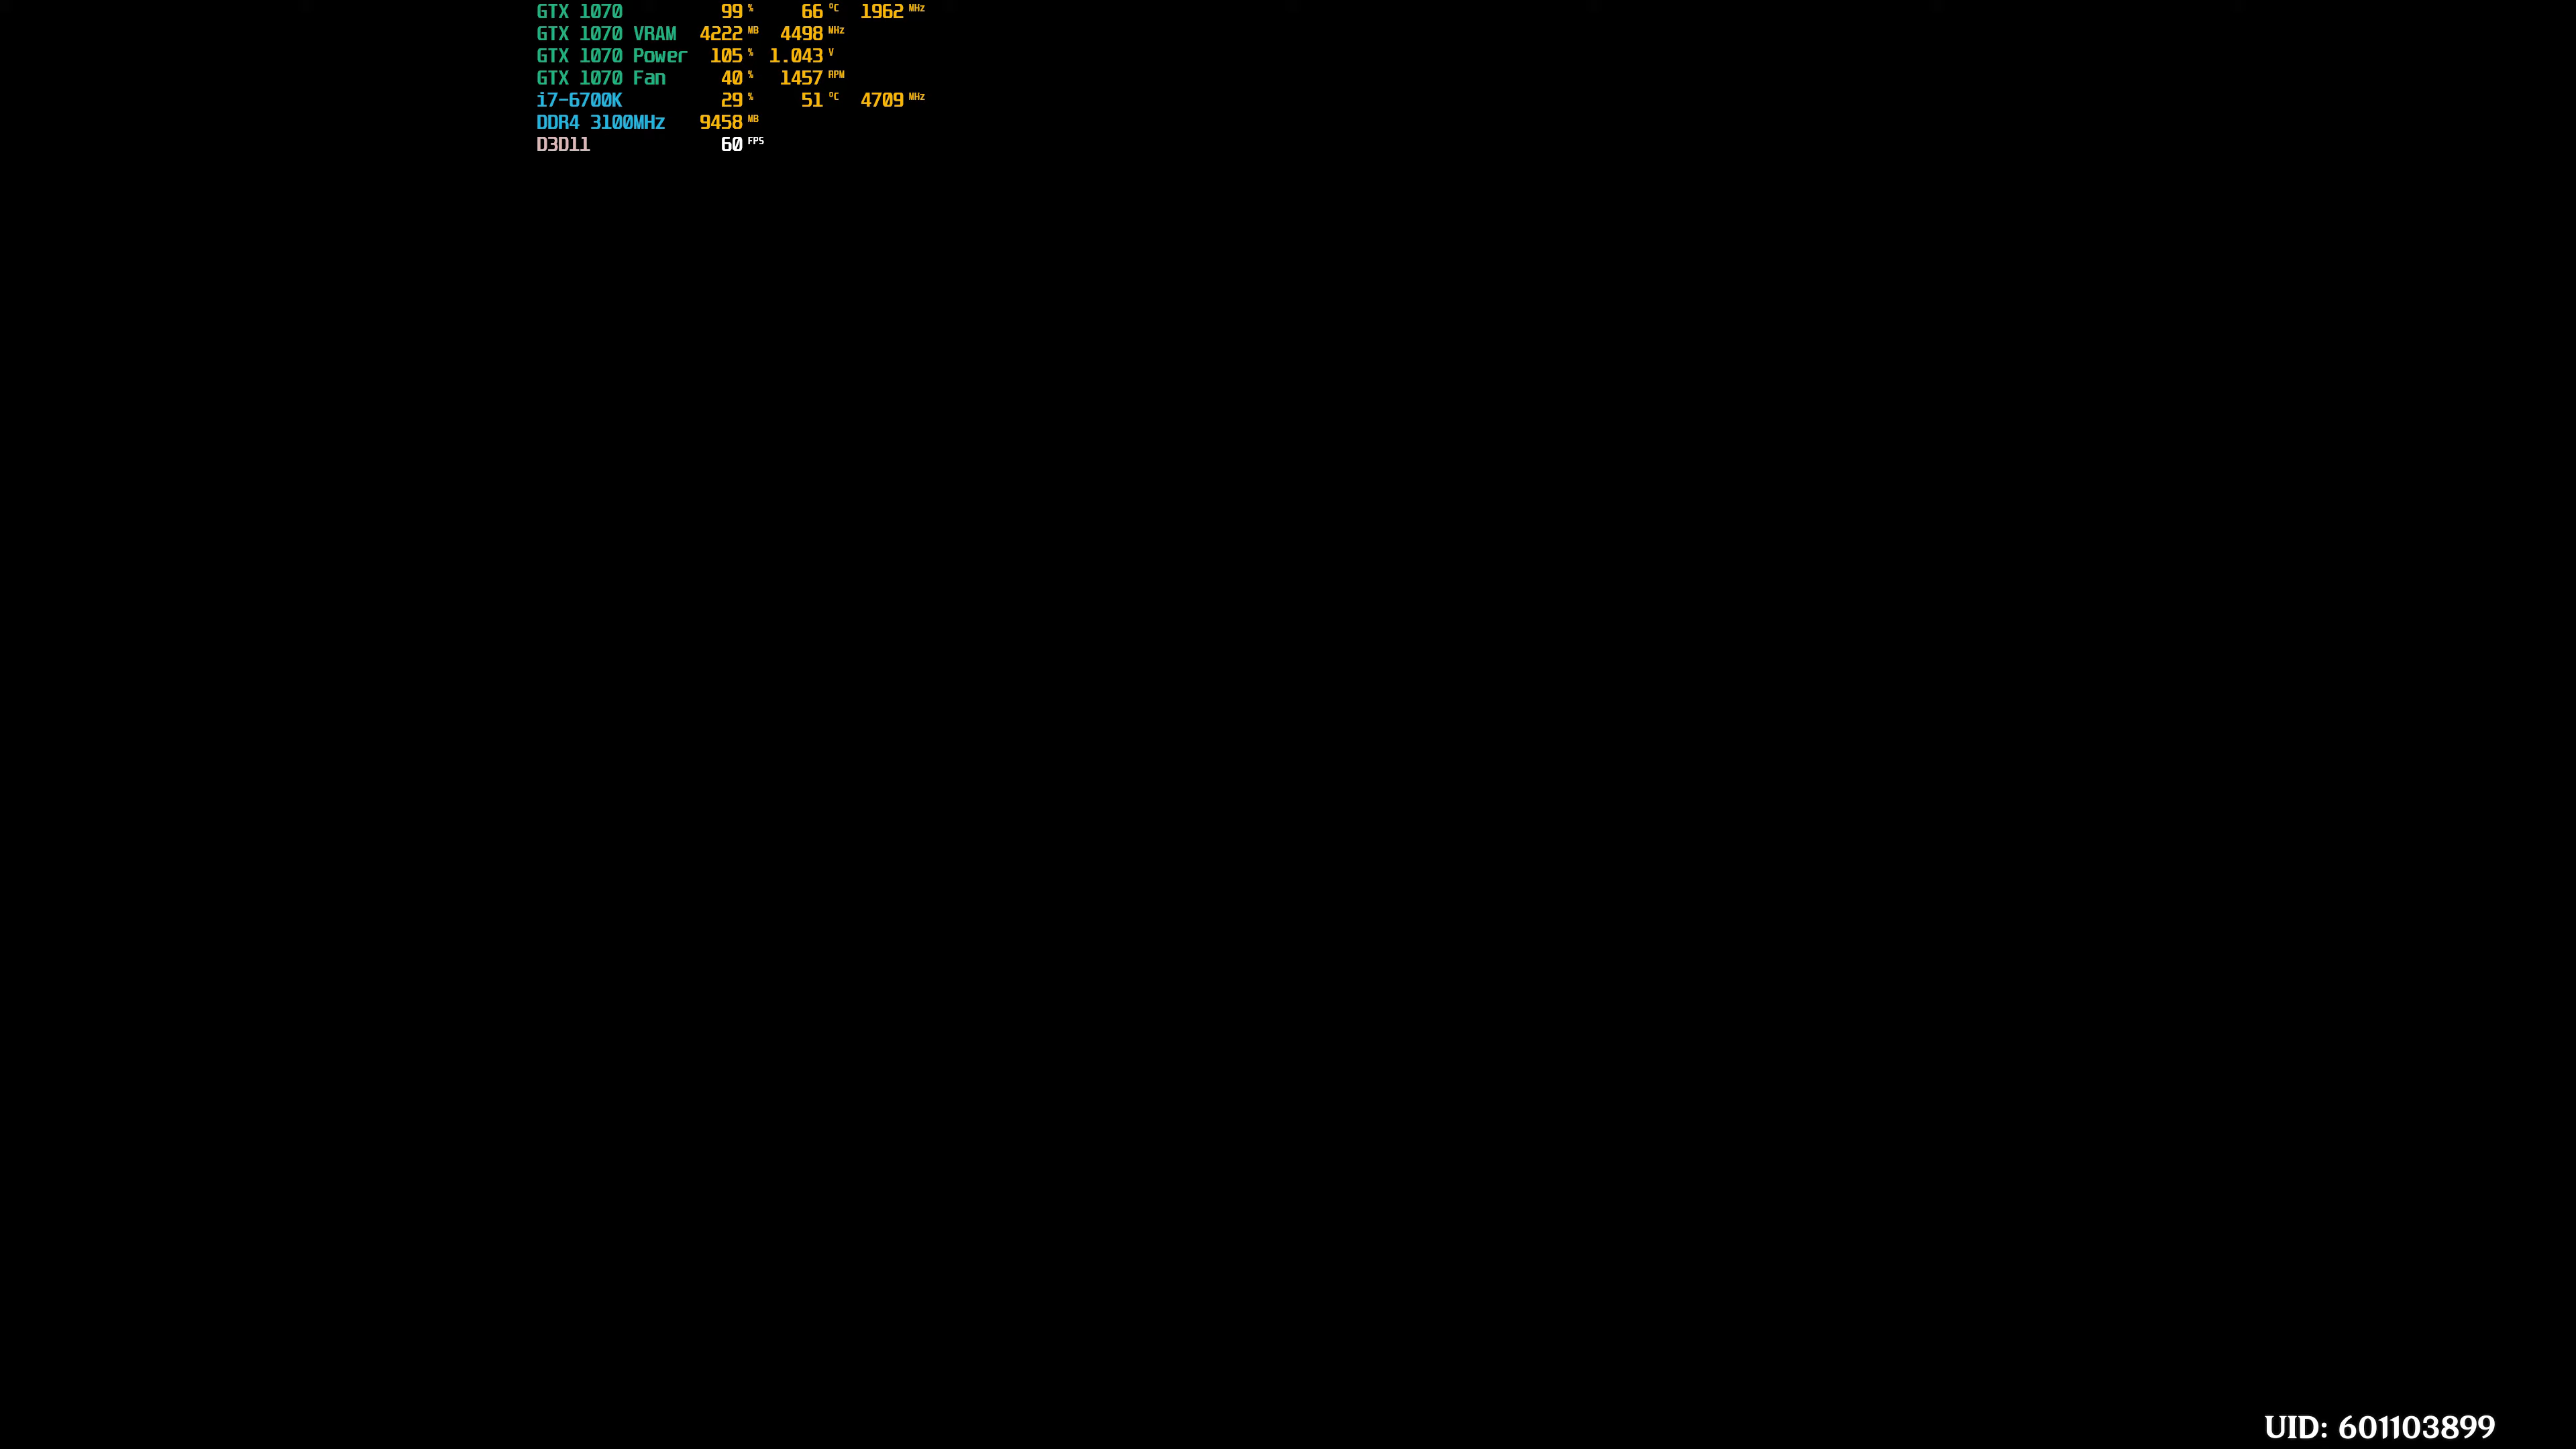 GTX 1070 99 % 66 °C 1962 MHz
GTX 1070 VRAM 4222 MB 4498 MHz
GTX 1070 Power 105 % 1.043 V
GTX 1070 Fan 40 % 1457 RPM
i7-6700K 29 % 51 °C 4709 MHz
DDR4 3100MHz 9458 MB
D3D11 60 FPS
UID: 601103899